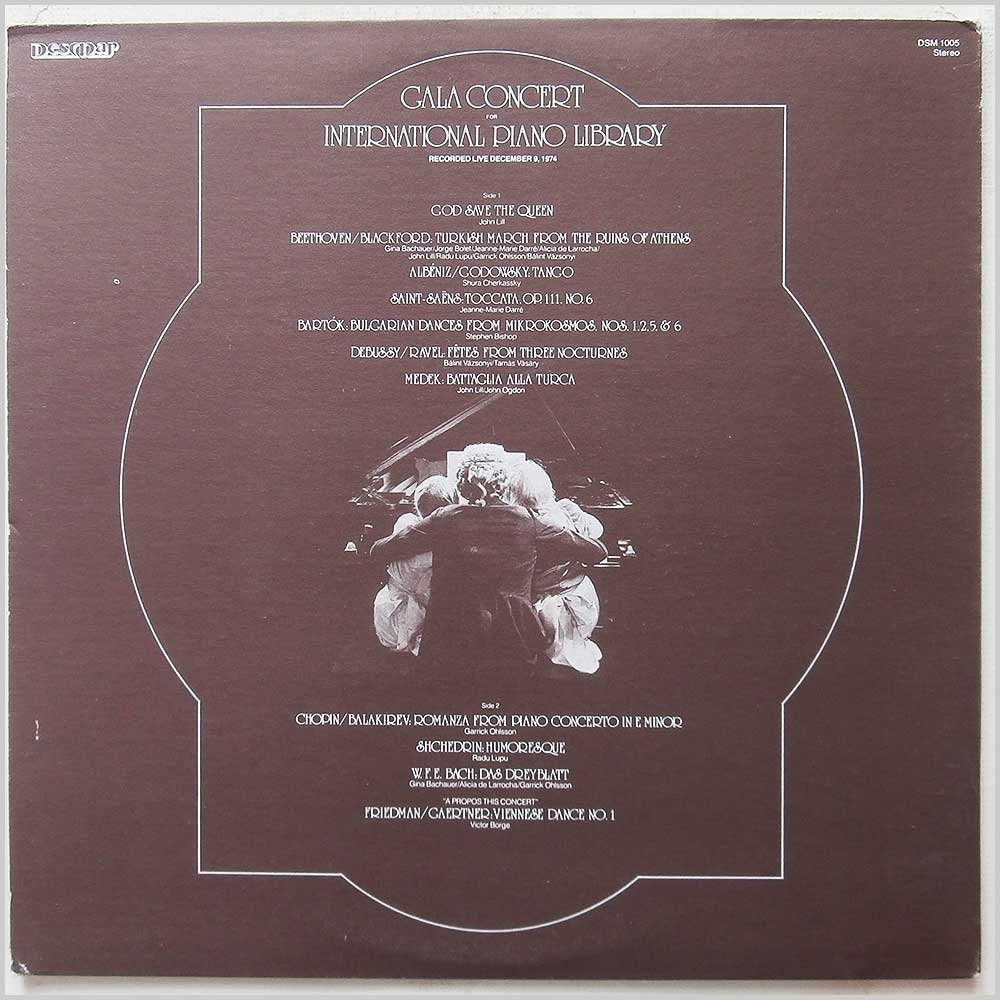 Desmar
DSM 1005
Stereo
GALA CONCERT
FOR
INTERNATIONAL PIANO LIBRARY
RECORDED LIVE DECEMBER 9, 1974
Side 1
GOD SAVE THE QUEEN
John Lill
BEETHOVEN/BLACKFORD: TURKISH MARCH FROM THE RUINS OF ATHENS
Gina Bachauer/Jorge Bolet/Jeanne-Marie Darré/Alicia de Larrocha/
John Lill/Radu Lupu/Garrick Ohlsson/Bálint Vázsonyi
ALBÉNIZ/GODOWSKY: TANGO
Shura Cherkassky
SAINT-SAËNS: TOCCATA, OP. 111, NO. 6
Jeanne-Marie Darré
BARTÓK: BULGARIAN DANCES FROM MIKROKOSMOS, NOS. 1,2,5, & 6
Stephen Bishop
DEBUSSY/RAVEL: FÊTES FROM THREE NOCTURNES
Bálint Vázsonyi/Tamás Vásáry
MEDEK: BATTAGLIA ALLA TURCA
John Lill/John Ogdon
Side 2
CHOPIN/BALAKIREV: ROMANZA FROM PIANO CONCERTO IN E MINOR
Garrick Ohlsson
SHCHEDRIN: HUMORESQUE
Radu Lupu
W. F. E. BACH: DAS DREYBLATT
Gina Bachauer/Alicia de Larrocha/Garrick Ohlsson
"A PROPOS THIS CONCERT"
FRIEDMAN/GAERTNER: VIENNESE DANCE NO. 1
Victor Borge